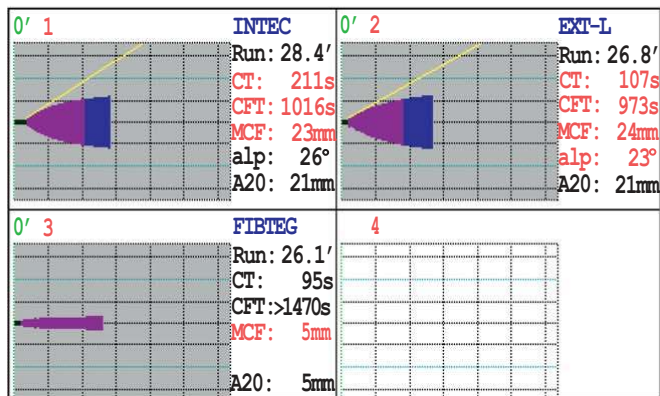 0' 1 INTEC
Run: 28.4'
CT: 211s
CFT: 1016s
MCF: 23mm
alp: 26°
A20: 21mm
0' 2 EXT-L
Run: 26.8'
CT: 107s
CFT: 973s
MCF: 24mm
alp: 23°
A20: 21mm
0' 3 FIBTEG
Run: 26.1'
CT: 95s
CFT:>1470s
MCF: 5mm
A20: 5mm
4